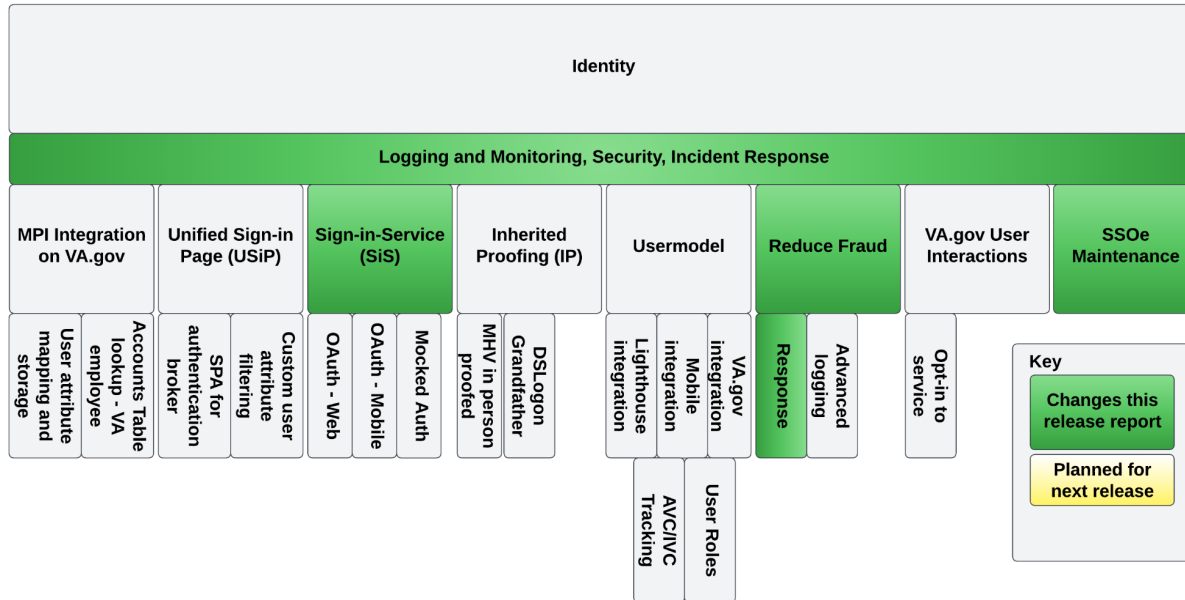 Identity
Logging and Monitoring, Security, Incident Response
MPI Integration
on VA.gov
Unified Sign-in
Page (USiP)
Sign-in-Service
(SiS)
Inherited
Proofing (IP)
Usermodel
Reduce Fraud
VA.gov User
Interactions
SSOe
Maintenance
User attribute
mapping and
storage
Accounts Table
lookup - VA
employee
SPA for
authentication
broker
Custom user
attribute
filtering
OAuth - Web
OAuth - Mobile
Mocked Auth
MHV in person
proofed
DSLogon
Grandfather
Lighthouse
integration
Mobile
integration
VA.gov
integration
Response
Advanced
logging
Opt-in to
service
AVC/IVC
Tracking
User Roles
Key
Changes this
release report
Planned for
next release